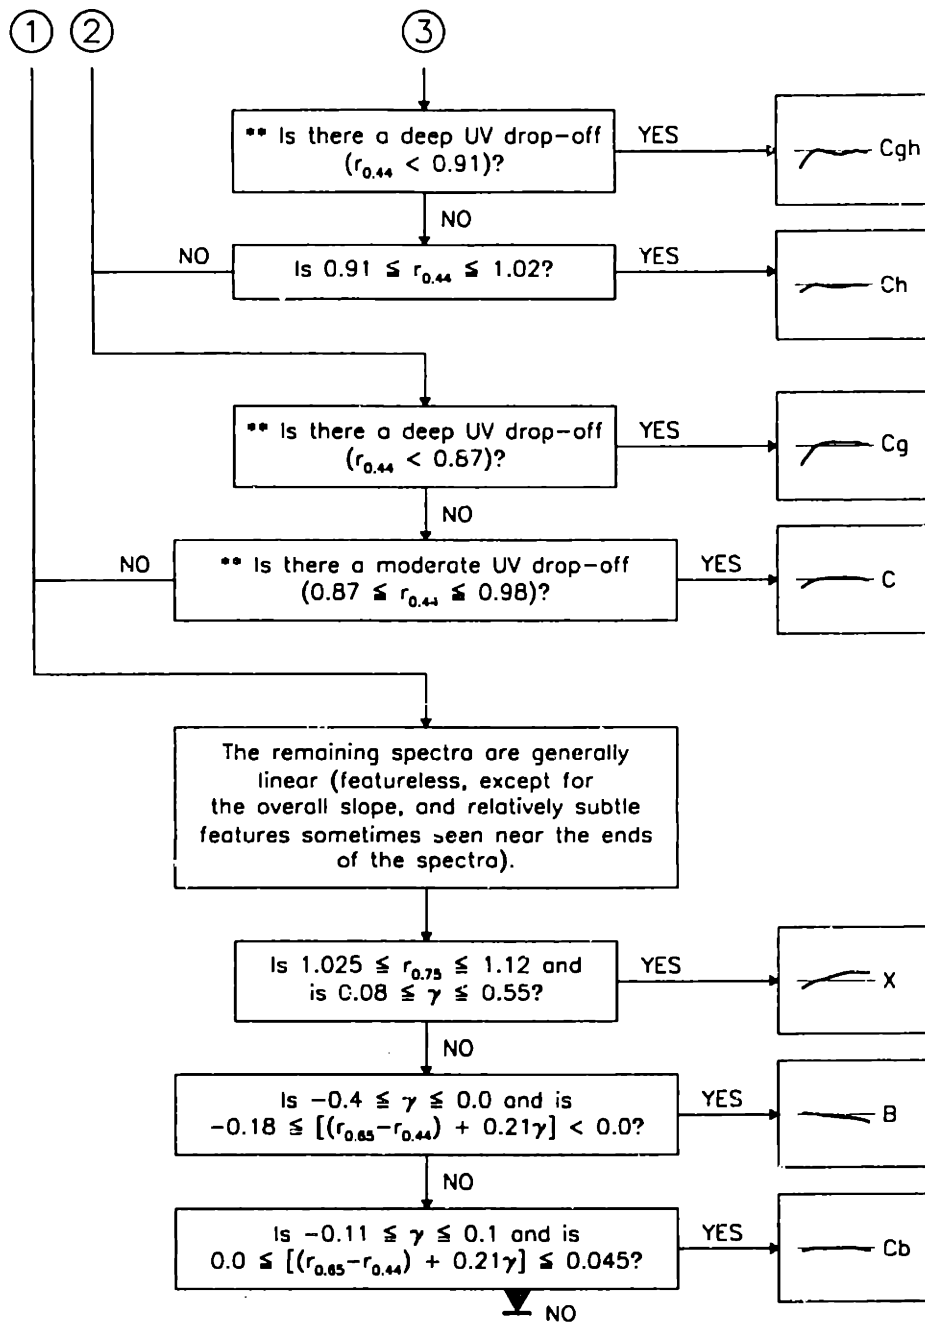 1 2 3
** Is there a deep UV drop-off
(r0.44 < 0.91)?
YES
Cgh
NO
NO
Is 0.91 ≦ r0.44 ≦ 1.02?
YES
Ch
** Is there a deep UV drop-off
(r0.44 < 0.87)?
YES
Cg
NO
NO
** Is there a moderate UV drop-off
(0.87 ≦ r0.44 ≦ 0.98)?
YES
C
The remaining spectra are generally
linear (featureless, except for
the overall slope, and relatively subtle
features sometimes seen near the ends
of the spectra).
Is 1.025 ≦ r0.75 ≦ 1.12 and
is 0.08 ≦ γ ≦ 0.55?
YES
X
NO
Is -0.4 ≦ γ ≦ 0.0 and is
-0.18 ≦ [(r0.65-r0.44) + 0.21γ] < 0.0?
YES
B
NO
Is -0.11 ≦ γ ≦ 0.1 and is
0.0 ≦ [(r0.65-r0.44) + 0.21γ] ≦ 0.045?
YES
Cb
NO